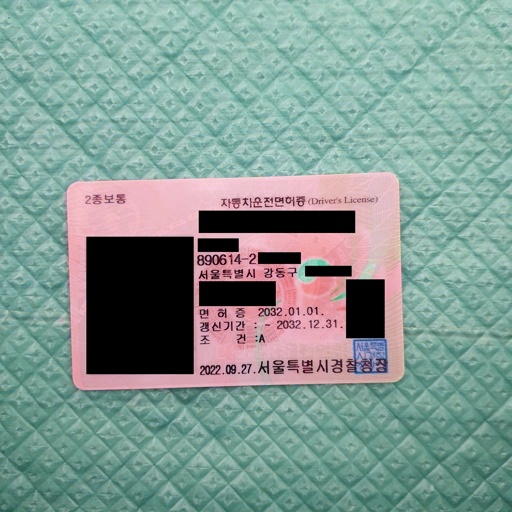 2종보통
자동차운전면허증 (Driver's License)
890614-2
서울특별시 강동구
면 허 증 2032.01.01.
갱신기간 : ~ 2032.12.31.
조 건 :A
2022.09.27. 서울특별시경찰청장